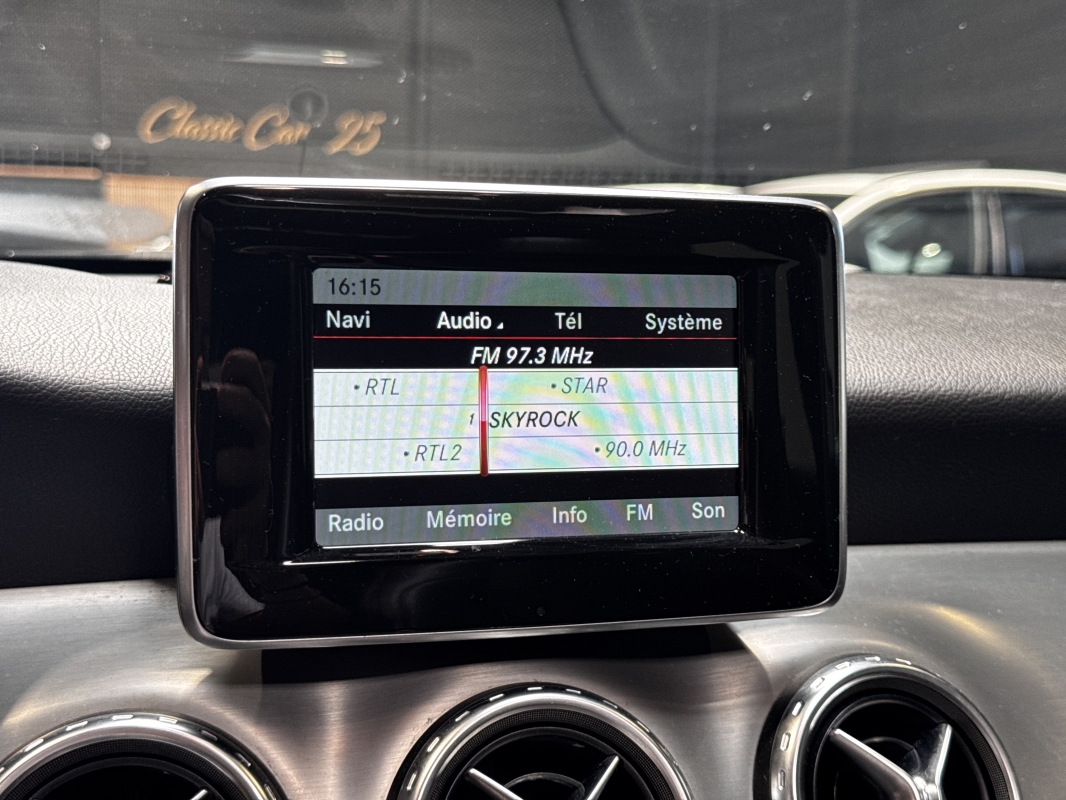 Classic Car 25
16:15
Navi Audio Tél Système
FM 97.3 MHz
• RTL • STAR
1 SKYROCK
• RTL2 • 90.0 MHz
Radio Mémoire Info FM Son